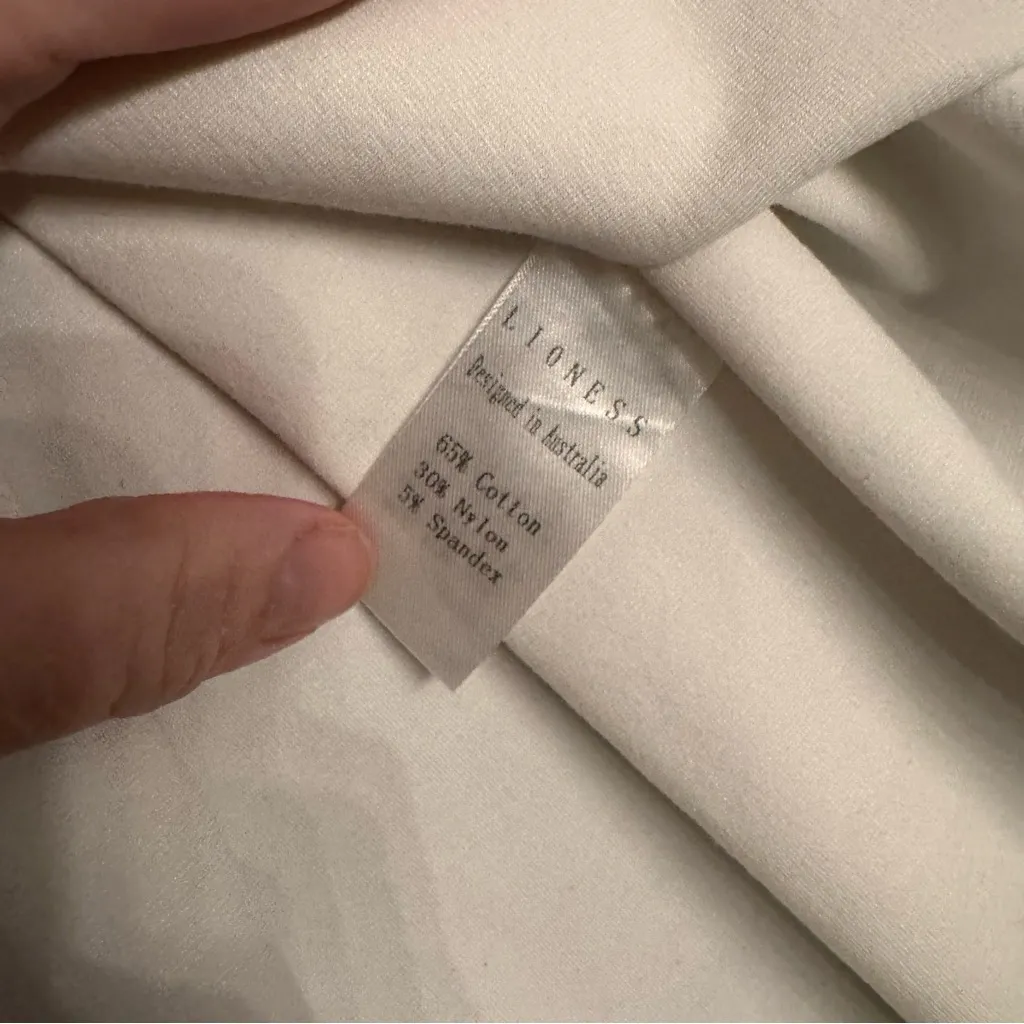 LIONESS
Designed in Australia
65% Cotton
30% Nylon
5% Spandex